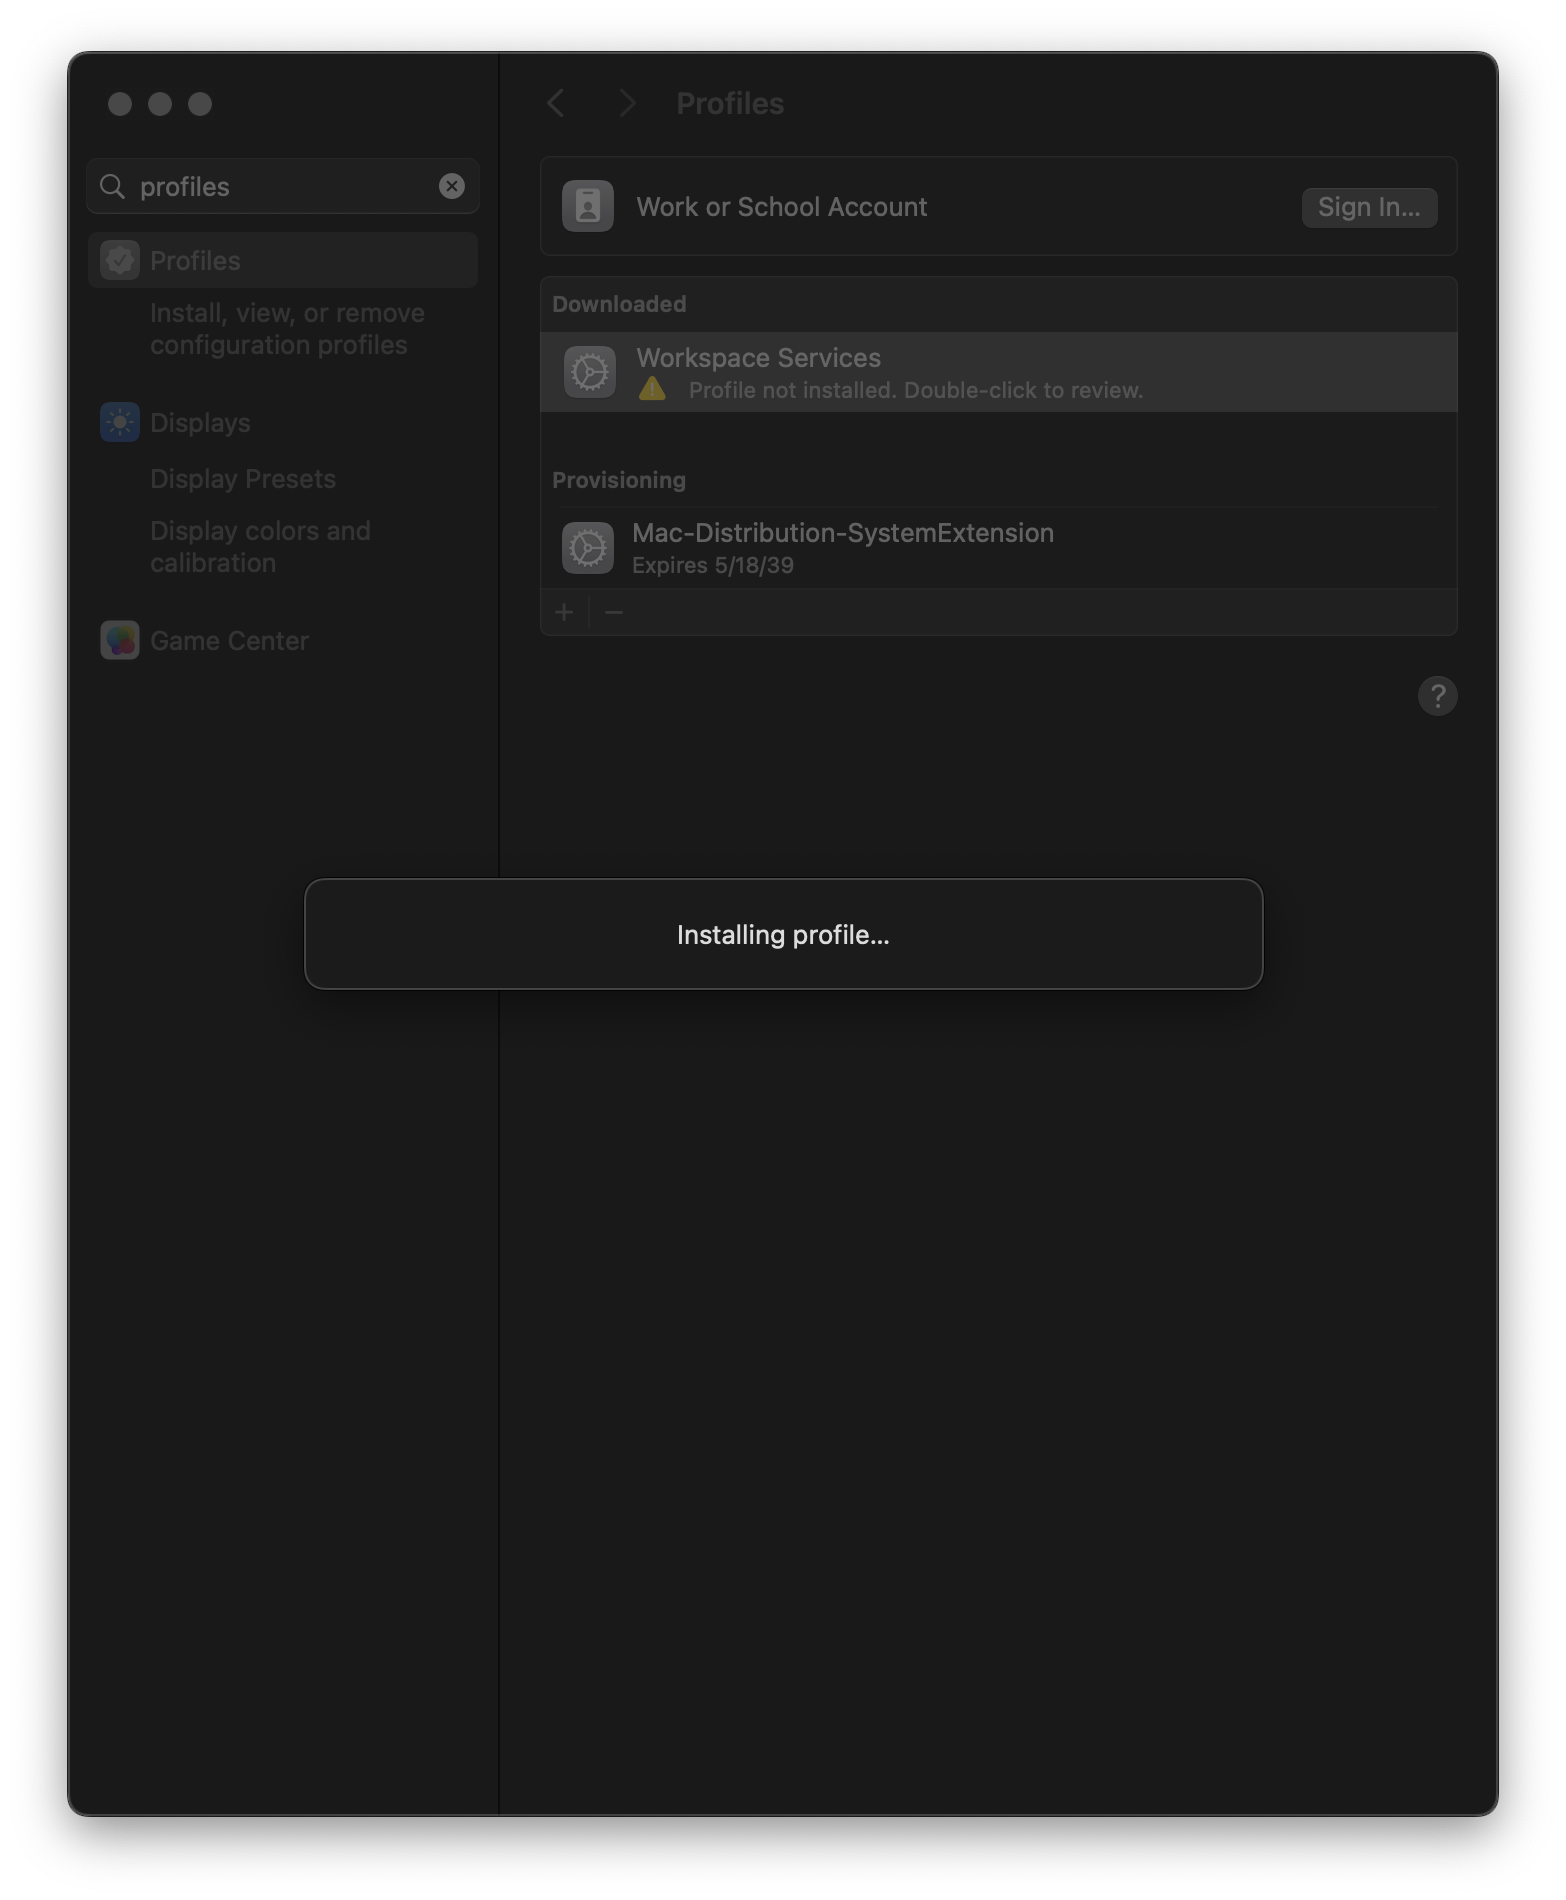 Profiles
profiles
Work or School Account
Sign In...
Profiles
Install, view, or remove
configuration profiles
Displays
Display Presets
Display colors and
calibration
Game Center
Downloaded
Workspace Services
Profile not installed. Double-click to review.
Provisioning
Mac-Distribution-SystemExtension
Expires 5/18/39
?
Installing profile...